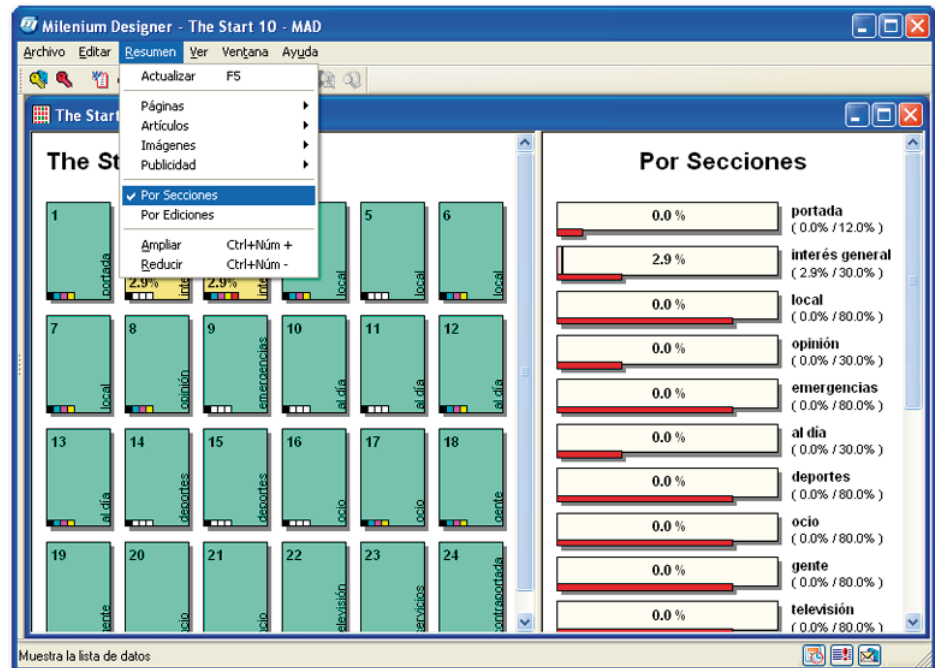 Milenium Designer - The Start 10 - MAD
Archivo Editar Resumen Ver Ventana Ayuda
Actualizar F5
Páginas
Artículos
Imágenes
Publicidad
Por Secciones
Por Ediciones
Ampliar Ctrl+Núm +
Reducir Ctrl+Núm -
The Start
The St
1
portada
2.9%
2.9%
local
5
local
6
local
7
local
8
opinión
9
emergencias
10
al día
11
al día
12
al día
13
al día
14
deportes
15
deportes
16
ocio
17
ocio
18
gente
19
20
21
22
televisión
23
24
Por Secciones
0.0 %
portada
( 0.0% / 12.0% )
2.9 %
interés general
( 2.9% / 30.0% )
0.0 %
local
( 0.0% / 80.0% )
0.0 %
opinión
( 0.0% / 30.0% )
0.0 %
emergencias
( 0.0% / 80.0% )
0.0 %
al día
( 0.0% / 30.0% )
0.0 %
deportes
( 0.0% / 80.0% )
0.0 %
ocio
( 0.0% / 80.0% )
0.0 %
gente
( 0.0% / 80.0% )
0.0 %
televisión
( 0.0% / 80.0% )
Muestra la lista de datos